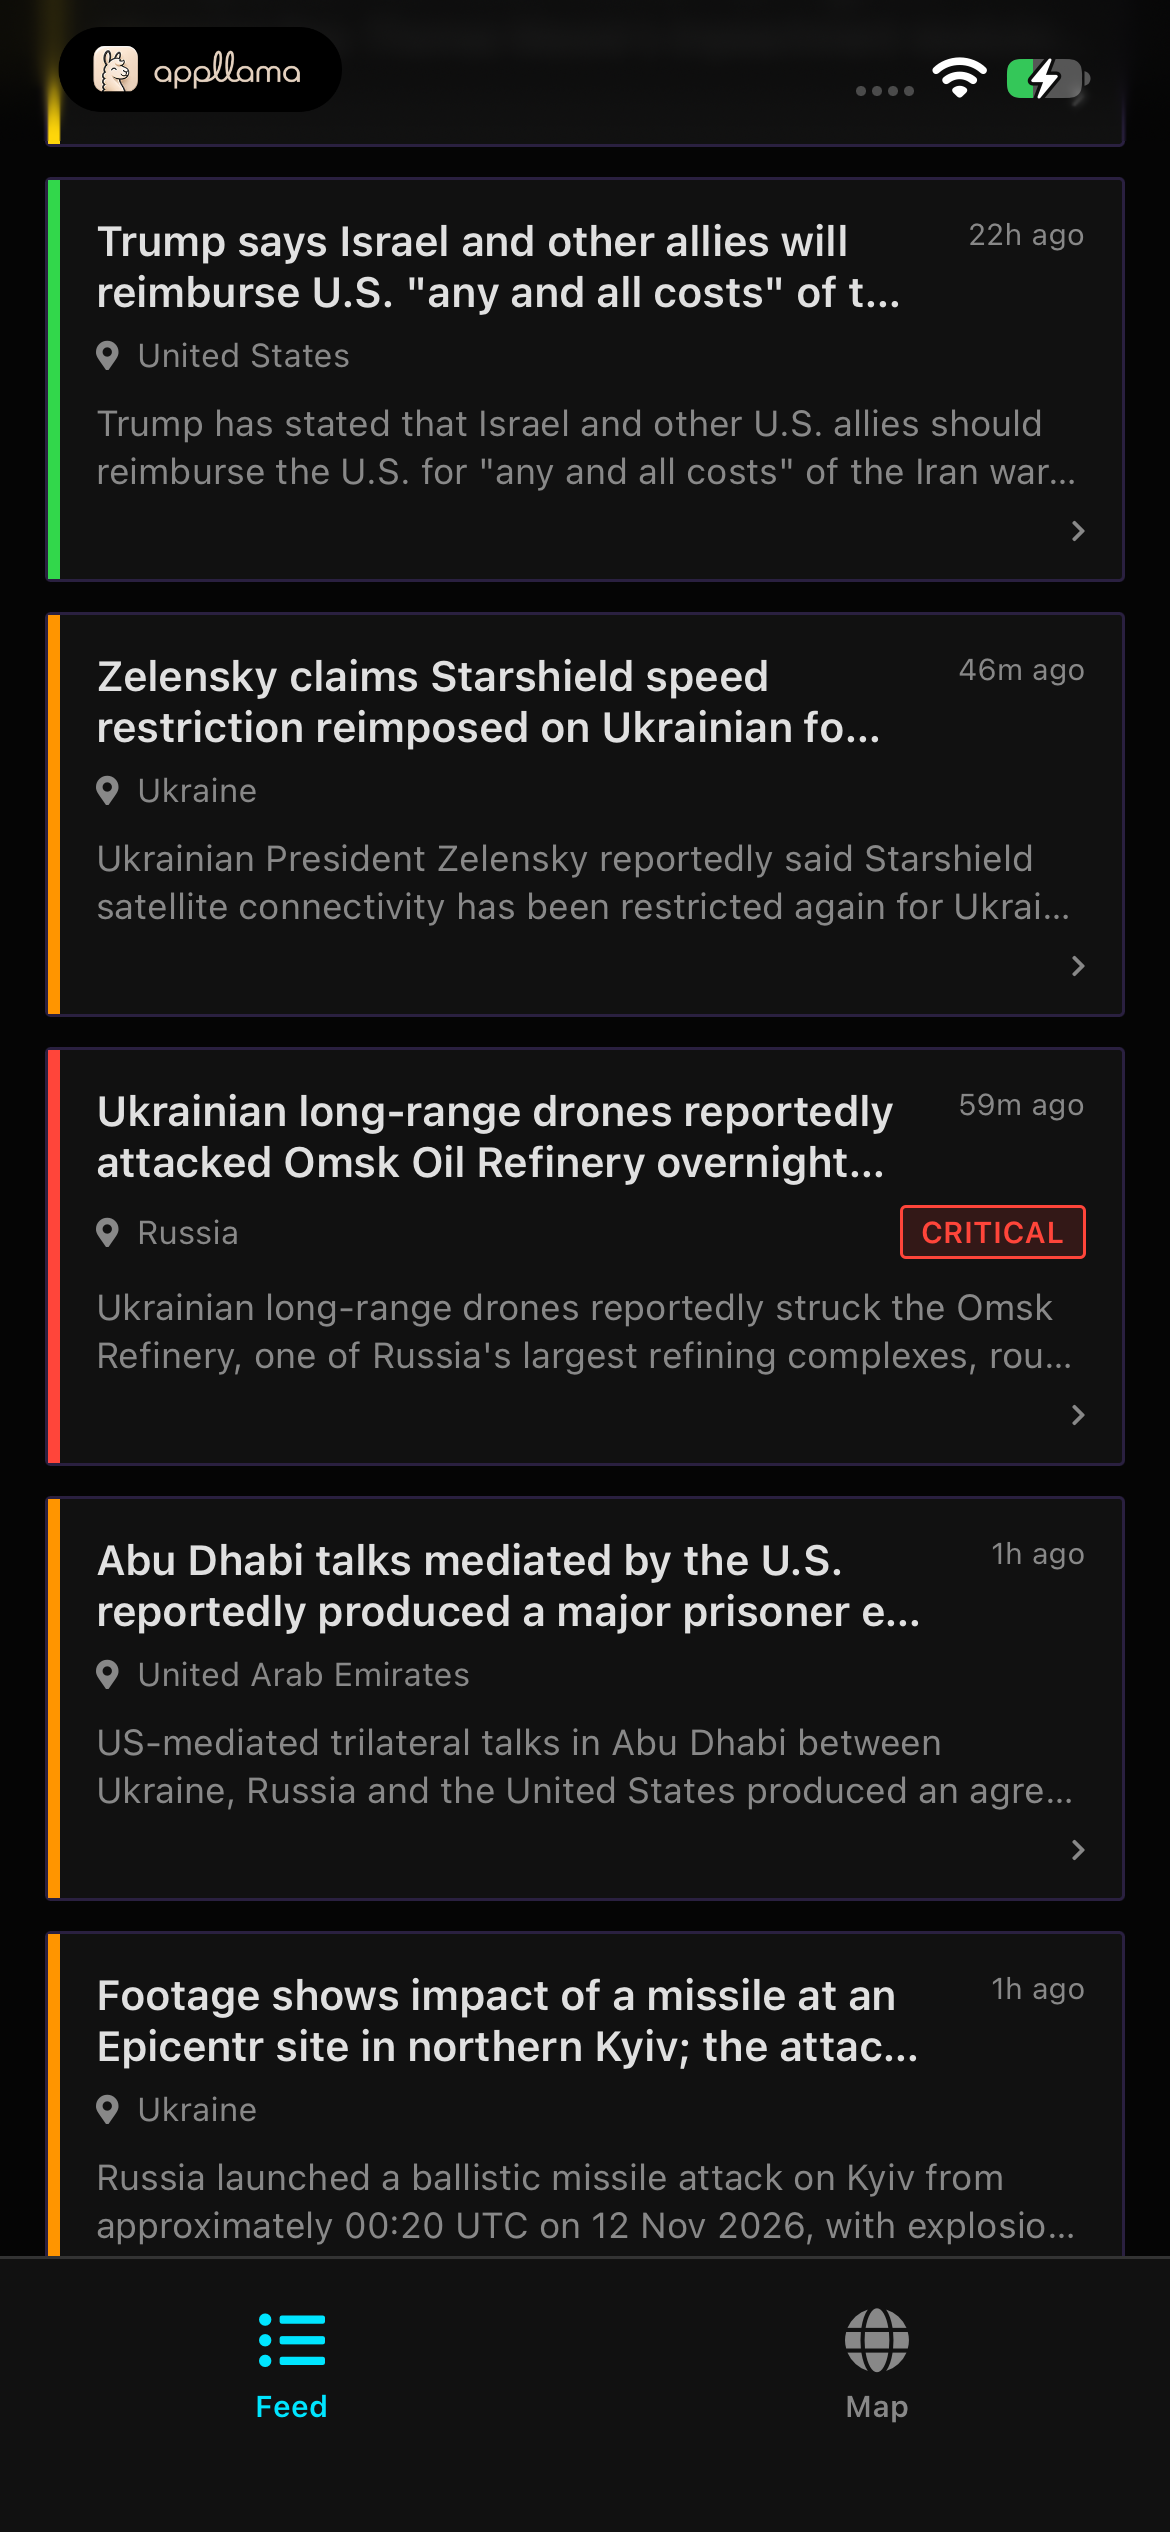 appllama
Trump says Israel and other allies will
22h ago
reimburse U.S. "any and all costs" of t...
United States
Trump has stated that Israel and other U.S. allies should
reimburse the U.S. for "any and all costs" of the Iran war...
Zelensky claims Starshield speed
46m ago
restriction reimposed on Ukrainian fo...
Ukraine
Ukrainian President Zelensky reportedly said Starshield
satellite connectivity has been restricted again for Ukrai...
Ukrainian long-range drones reportedly
59m ago
attacked Omsk Oil Refinery overnight...
Russia
CRITICAL
Ukrainian long-range drones reportedly struck the Omsk
Refinery, one of Russia's largest refining complexes, rou...
Abu Dhabi talks mediated by the U.S.
1h ago
reportedly produced a major prisoner e...
United Arab Emirates
US-mediated trilateral talks in Abu Dhabi between
Ukraine, Russia and the United States produced an agre...
Footage shows impact of a missile at an
1h ago
Epicentr site in northern Kyiv; the attac...
Ukraine
Russia launched a ballistic missile attack on Kyiv from
approximately 00:20 UTC on 12 Nov 2026, with explosio...
Feed
Map